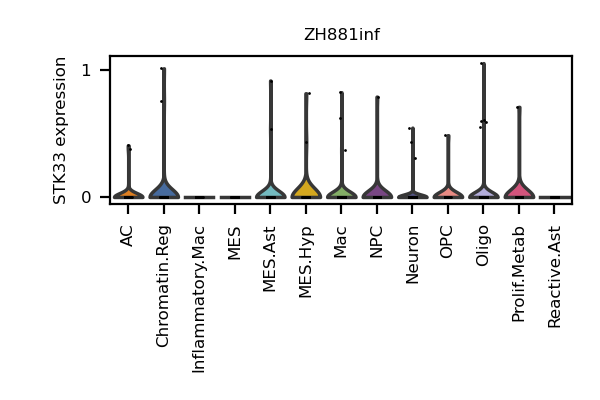 ZH881inf
STK33 expression
1
0
AC
Chromatin.Reg
Inflammatory.Mac
MES
MES.Ast
MES.Hyp
Mac
NPC
Neuron
OPC
Oligo
Prolif.Metab
Reactive.Ast